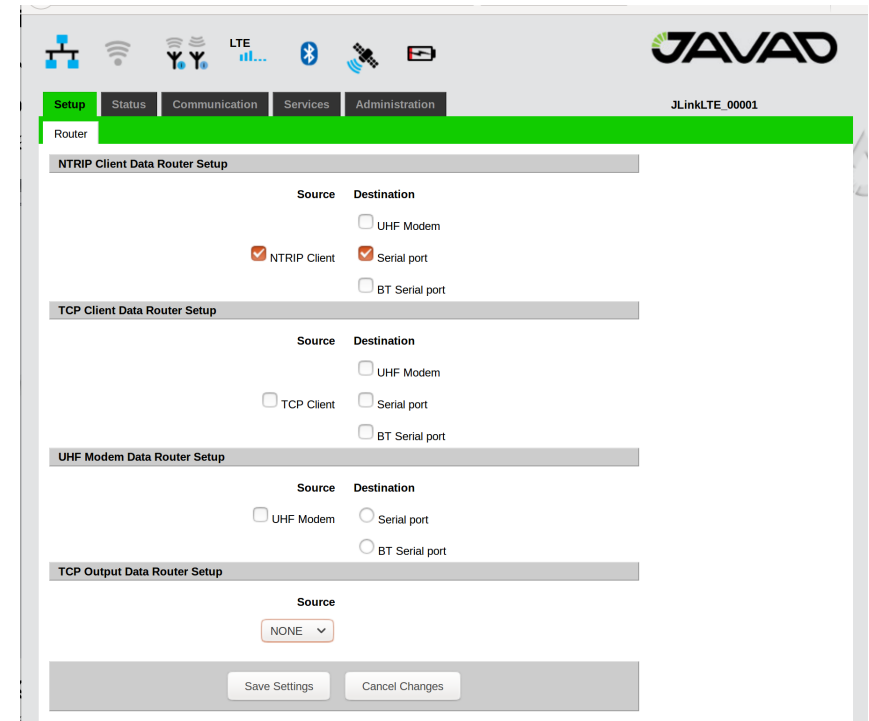 LTE
JAVAD
Setup Status Communication Services Administration
JLinkLTE_00001
Router
NTRIP Client Data Router Setup
Source Destination
UHF Modem
NTRIP Client Serial port
BT Serial port
TCP Client Data Router Setup
Source Destination
UHF Modem
TCP Client Serial port
BT Serial port
UHF Modem Data Router Setup
Source Destination
UHF Modem Serial port
BT Serial port
TCP Output Data Router Setup
Source
NONE
Save Settings Cancel Changes